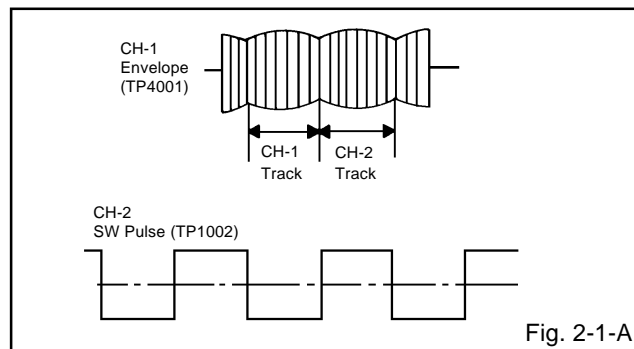 CH-1
Envelope
(TP4001)
CH-1
Track
CH-2
Track
CH-2
SW Pulse (TP1002)
Fig. 2-1-A